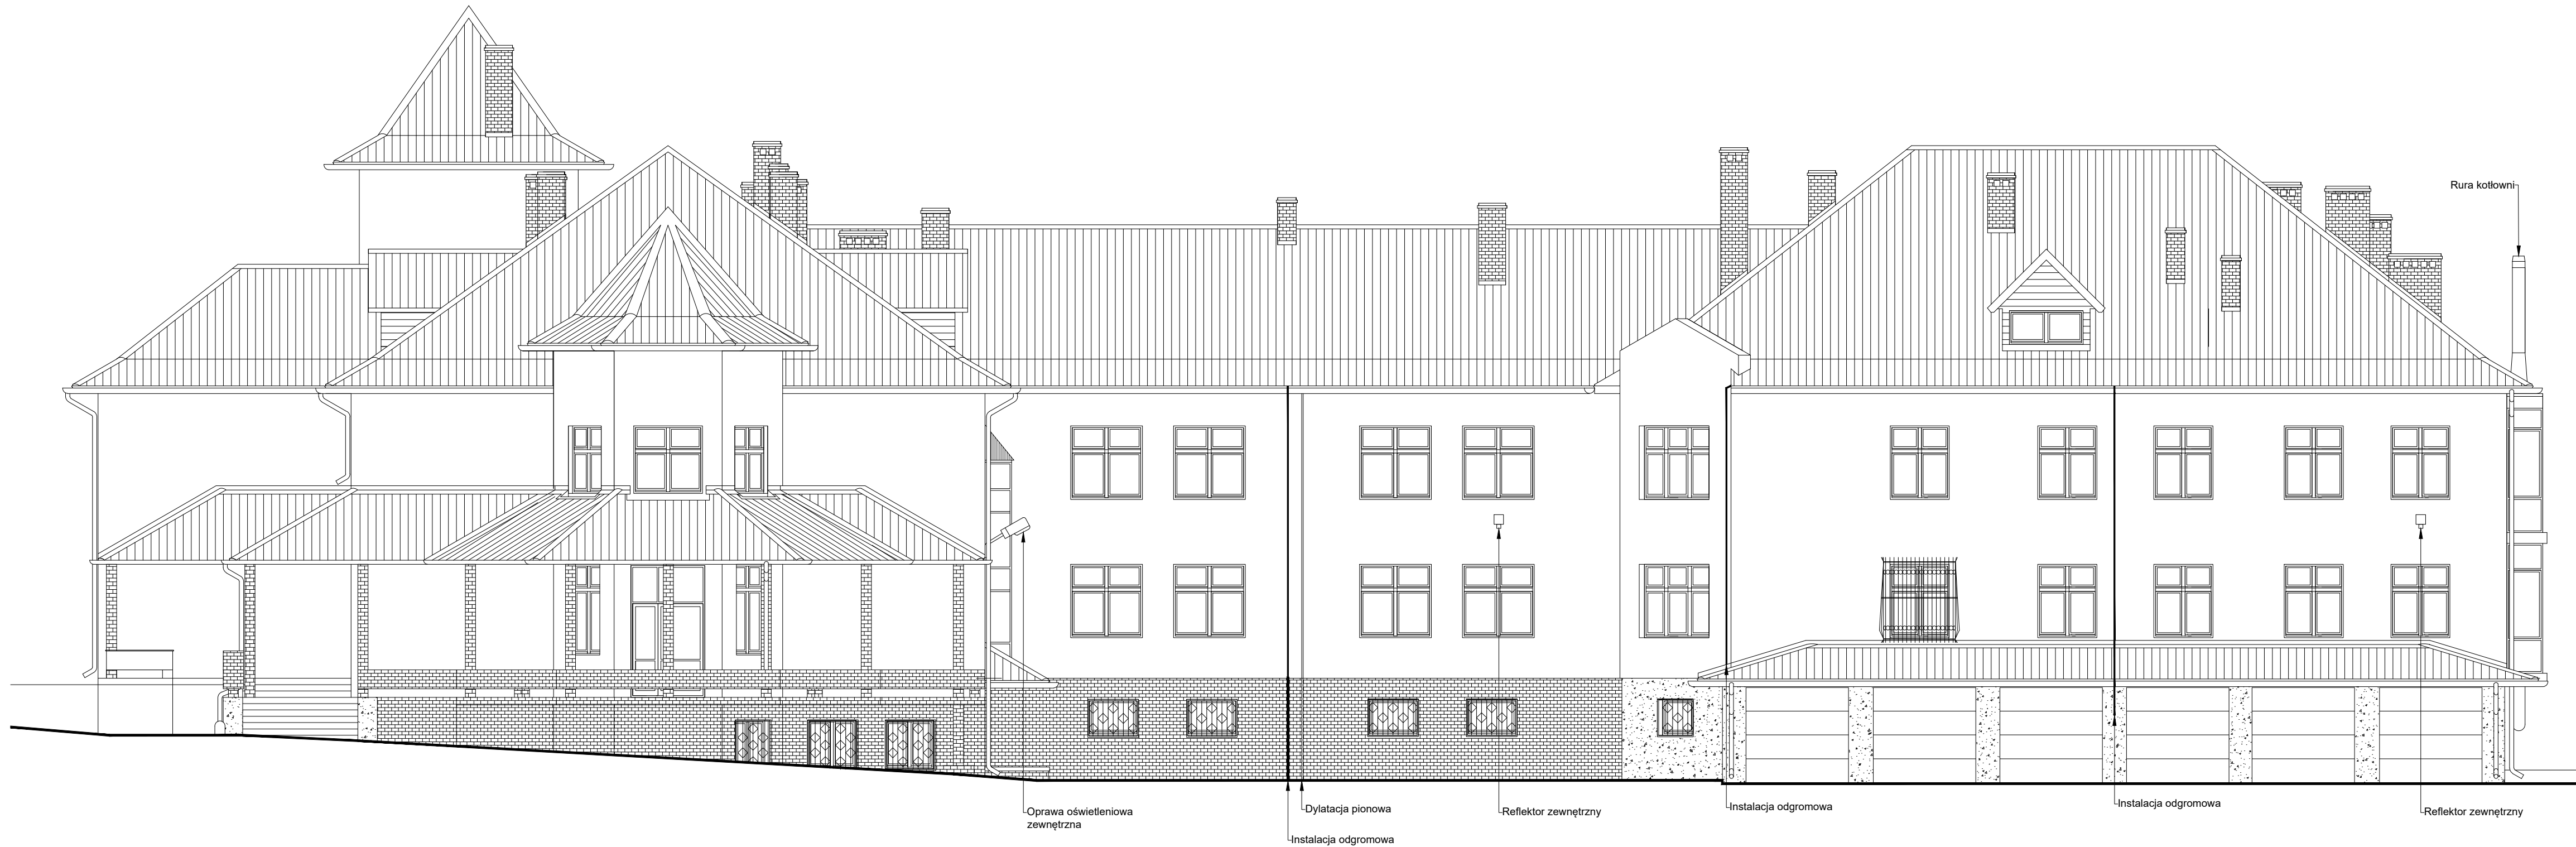 Rura kotłowni
Oprawa oświetleniowa
zewnętrzna
Dylatacja pionowa
Instalacja odgromowa
Reflektor zewnętrzny
Instalacja odgromowa
Instalacja odgromowa
Reflektor zewnętrzny